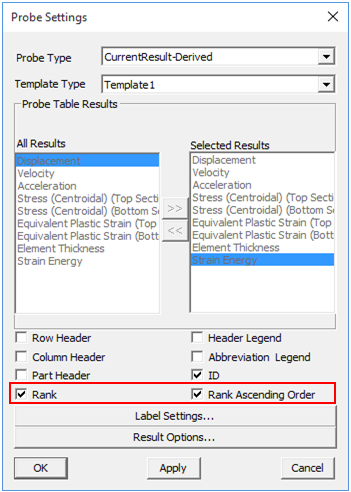 Probe Settings
Probe Type
CurrentResult-Derived
Template Type
Template1
Probe Table Results
All Results
Displacement
Velocity
Acceleration
Stress (Centroidal) (Top Secti
Stress (Centroidal) (Bottom Se
Equivalent Plastic Strain (Top
Equivalent Plastic Strain (Bott
Element Thickness
Strain Energy
>>
<<
Selected Results
Displacement
Velocity
Acceleration
Stress (Centroidal) (Top Secti
Stress (Centroidal) (Bottom Se
Equivalent Plastic Strain (Top
Equivalent Plastic Strain (Bott
Element Thickness
Strain Energy
Row Header
Header Legend
Column Header
Abbreviation Legend
Part Header
ID
Rank
Rank Ascending Order
Label Settings...
Result Options...
OK
Apply
Cancel